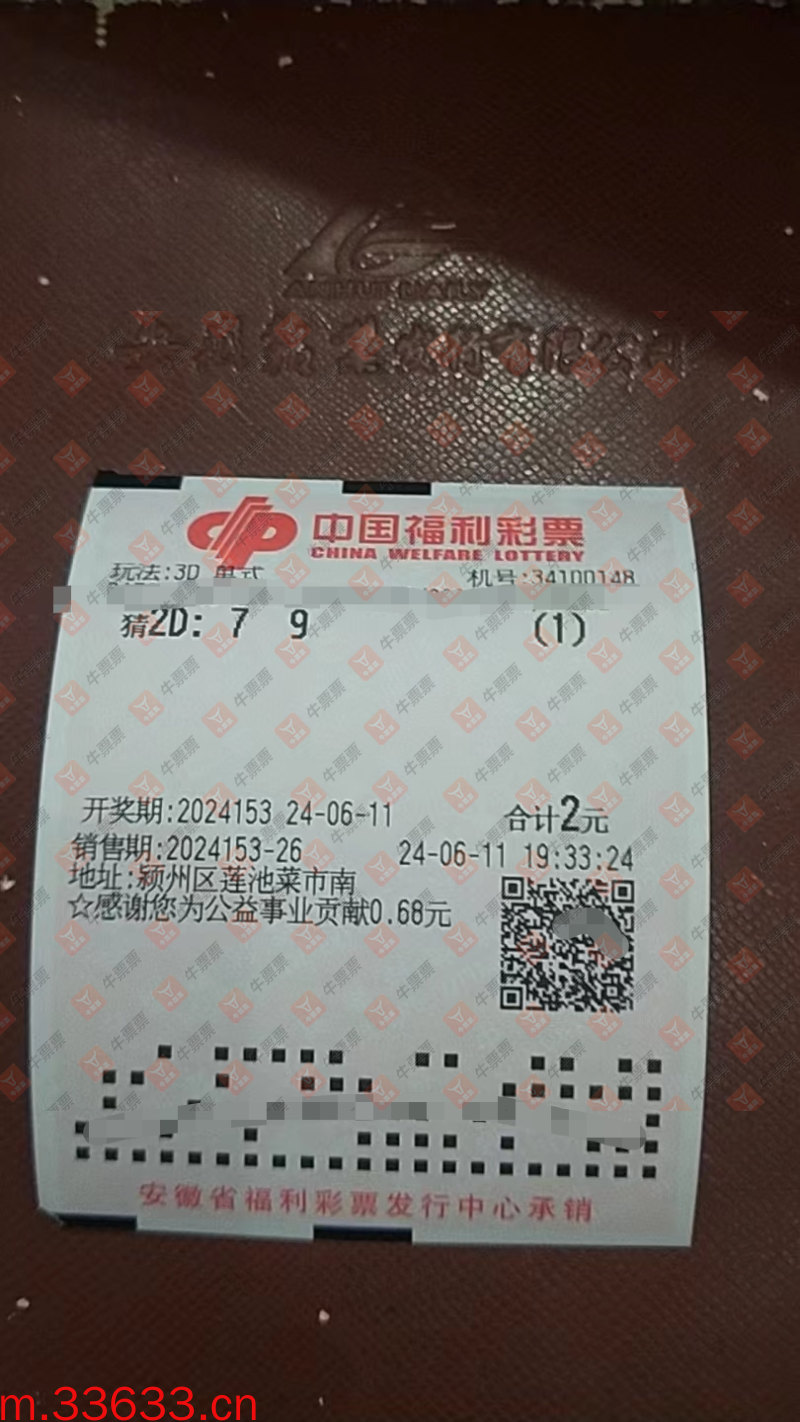 中国福利彩票
CHINA WELFARE LOTTERY
玩法:3D 单式 机号:34100148
猜2D: 7 9 (1)
开奖期:2024153 24-06-11 合计2元
销售期:2024153-26 24-06-11 19:33:24
地址:颍州区莲池菜市南
☆感谢您为公益事业贡献0.68元
安徽省福利彩票发行中心承销
牛票票
m.33633.cn